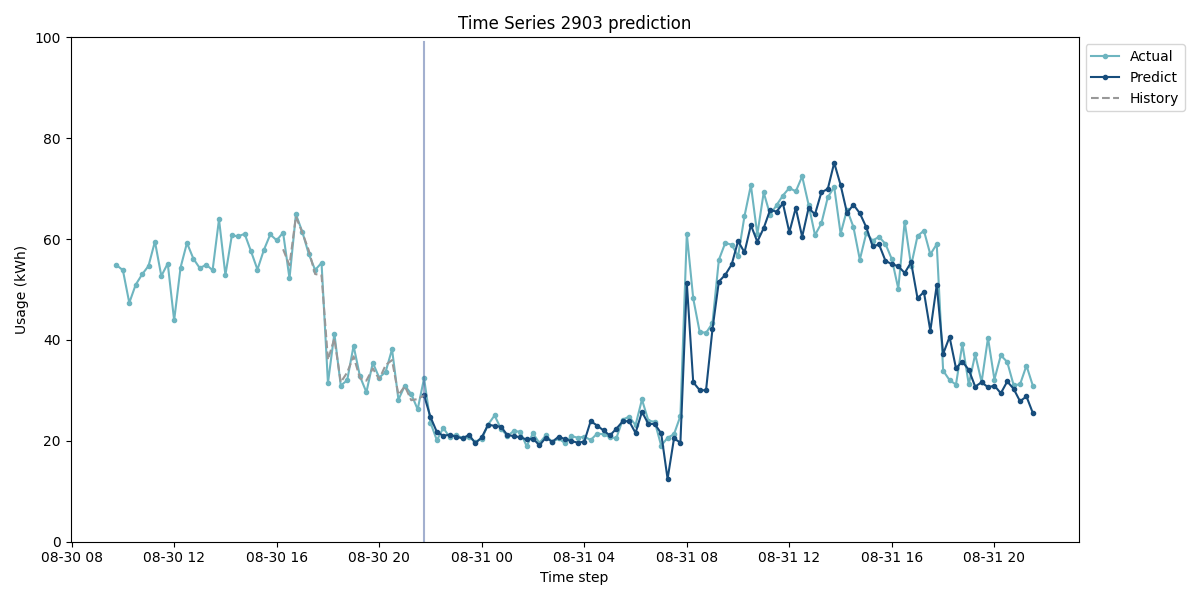 Time Series 2903 prediction
Usage (kWh)
100
80
60
40
20
0
08-30 08
08-30 12
08-30 16
08-30 20
08-31 00
08-31 04
08-31 08
08-31 12
08-31 16
08-31 20
Time step
Actual
Predict
History